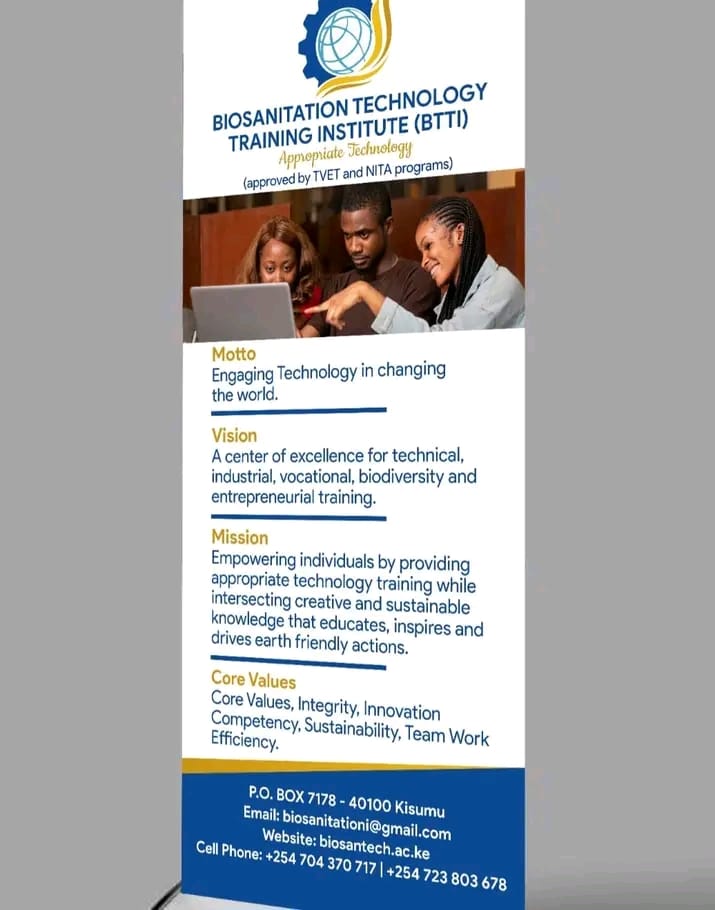 BIOSANITATION TECHNOLOGY
TRAINING INSTITUTE (BTTI)
Appropriate Technology
(approved by TVET and NITA programs)
Motto
Engaging Technology in changing
the world.
Vision
A center of excellence for technical,
industrial, vocational, biodiversity and
entrepreneurial training.
Mission
Empowering individuals by providing
appropriate technology training while
intersecting creative and sustainable
knowledge that educates, inspires and
drives earth friendly actions.
Core Values
Core Values, Integrity, Innovation
Competency, Sustainability, Team Work
Efficiency.
P.O. BOX 7178 - 40100 Kisumu
Email: biosanitationi@gmail.com
Website: biosantech.ac.ke
Cell Phone: +254 704 370 717 | +254 723 803 678